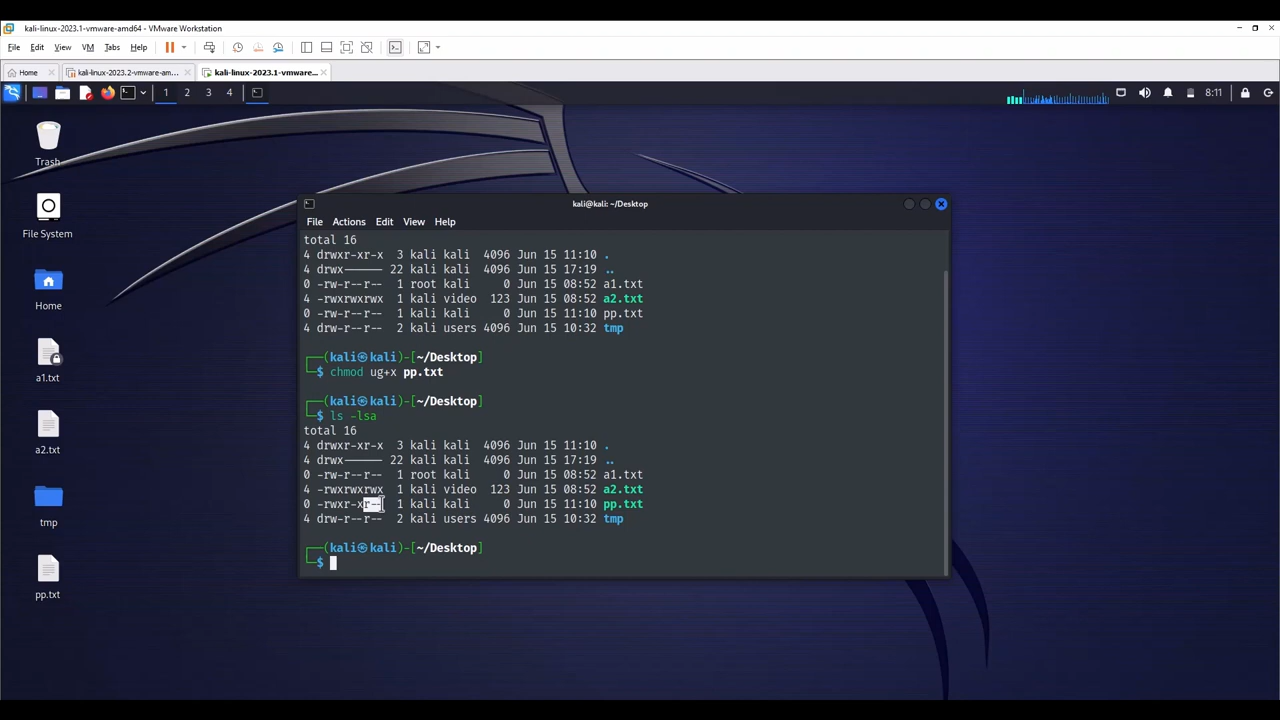 kali-linux-2023.1-vmware-amd64 - VMware Workstation
File Edit View VM Tabs Help
Home kali-linux-2023.2-vmware-am... kali-linux-2023.1-vmware...
1 2 3 4 8:11
Trash
File System
Home
a1.txt
a2.txt
tmp
pp.txt
kali@kali: ~/Desktop
File Actions Edit View Help
total 16
4 drwxr-xr-x 3 kali kali 4096 Jun 15 11:10 .
4 drwx------ 22 kali kali 4096 Jun 15 17:19 ..
0 -rw-r--r-- 1 root kali 0 Jun 15 08:52 a1.txt
4 -rwxrwxrwx 1 kali video 123 Jun 15 08:52 a2.txt
0 -rw-r--r-- 1 kali kali 0 Jun 15 11:10 pp.txt
4 drw-r--r-- 2 kali users 4096 Jun 15 10:32 tmp
┌──(kali㉿kali)-[~/Desktop]
└─$ chmod ug+x pp.txt
┌──(kali㉿kali)-[~/Desktop]
└─$ ls -lsa
total 16
4 drwxr-xr-x 3 kali kali 4096 Jun 15 11:10 .
4 drwx------ 22 kali kali 4096 Jun 15 17:19 ..
0 -rw-r--r-- 1 root kali 0 Jun 15 08:52 a1.txt
4 -rwxrwxrwx 1 kali video 123 Jun 15 08:52 a2.txt
0 -rwxr-xr-- 1 kali kali 0 Jun 15 11:10 pp.txt
4 drw-r--r-- 2 kali users 4096 Jun 15 10:32 tmp
┌──(kali㉿kali)-[~/Desktop]
└─$